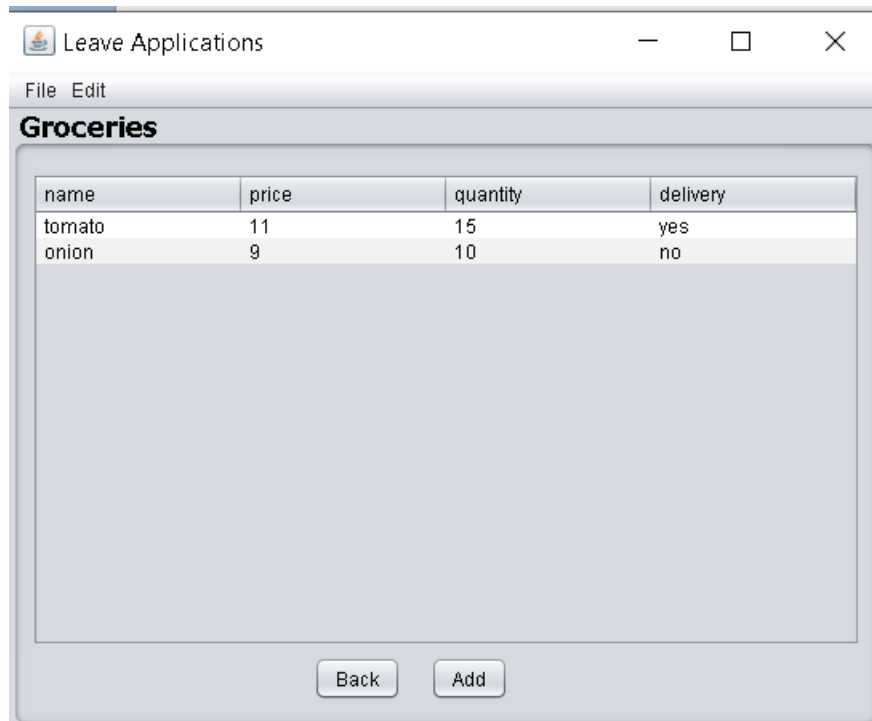 Leave Applications
File Edit
Groceries
name price quantity delivery
tomato 11 15 yes
onion 9 10 no
Back Add